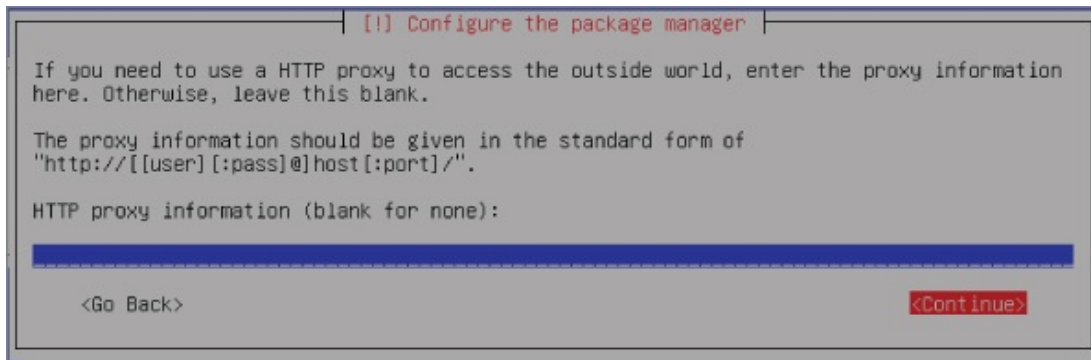 [!] Configure the package manager
If you need to use a HTTP proxy to access the outside world, enter the proxy information
here. Otherwise, leave this blank.
The proxy information should be given in the standard form of
"http://[[user][:pass]@]host[:port]/".
HTTP proxy information (blank for none):
<Go Back> <Continue>